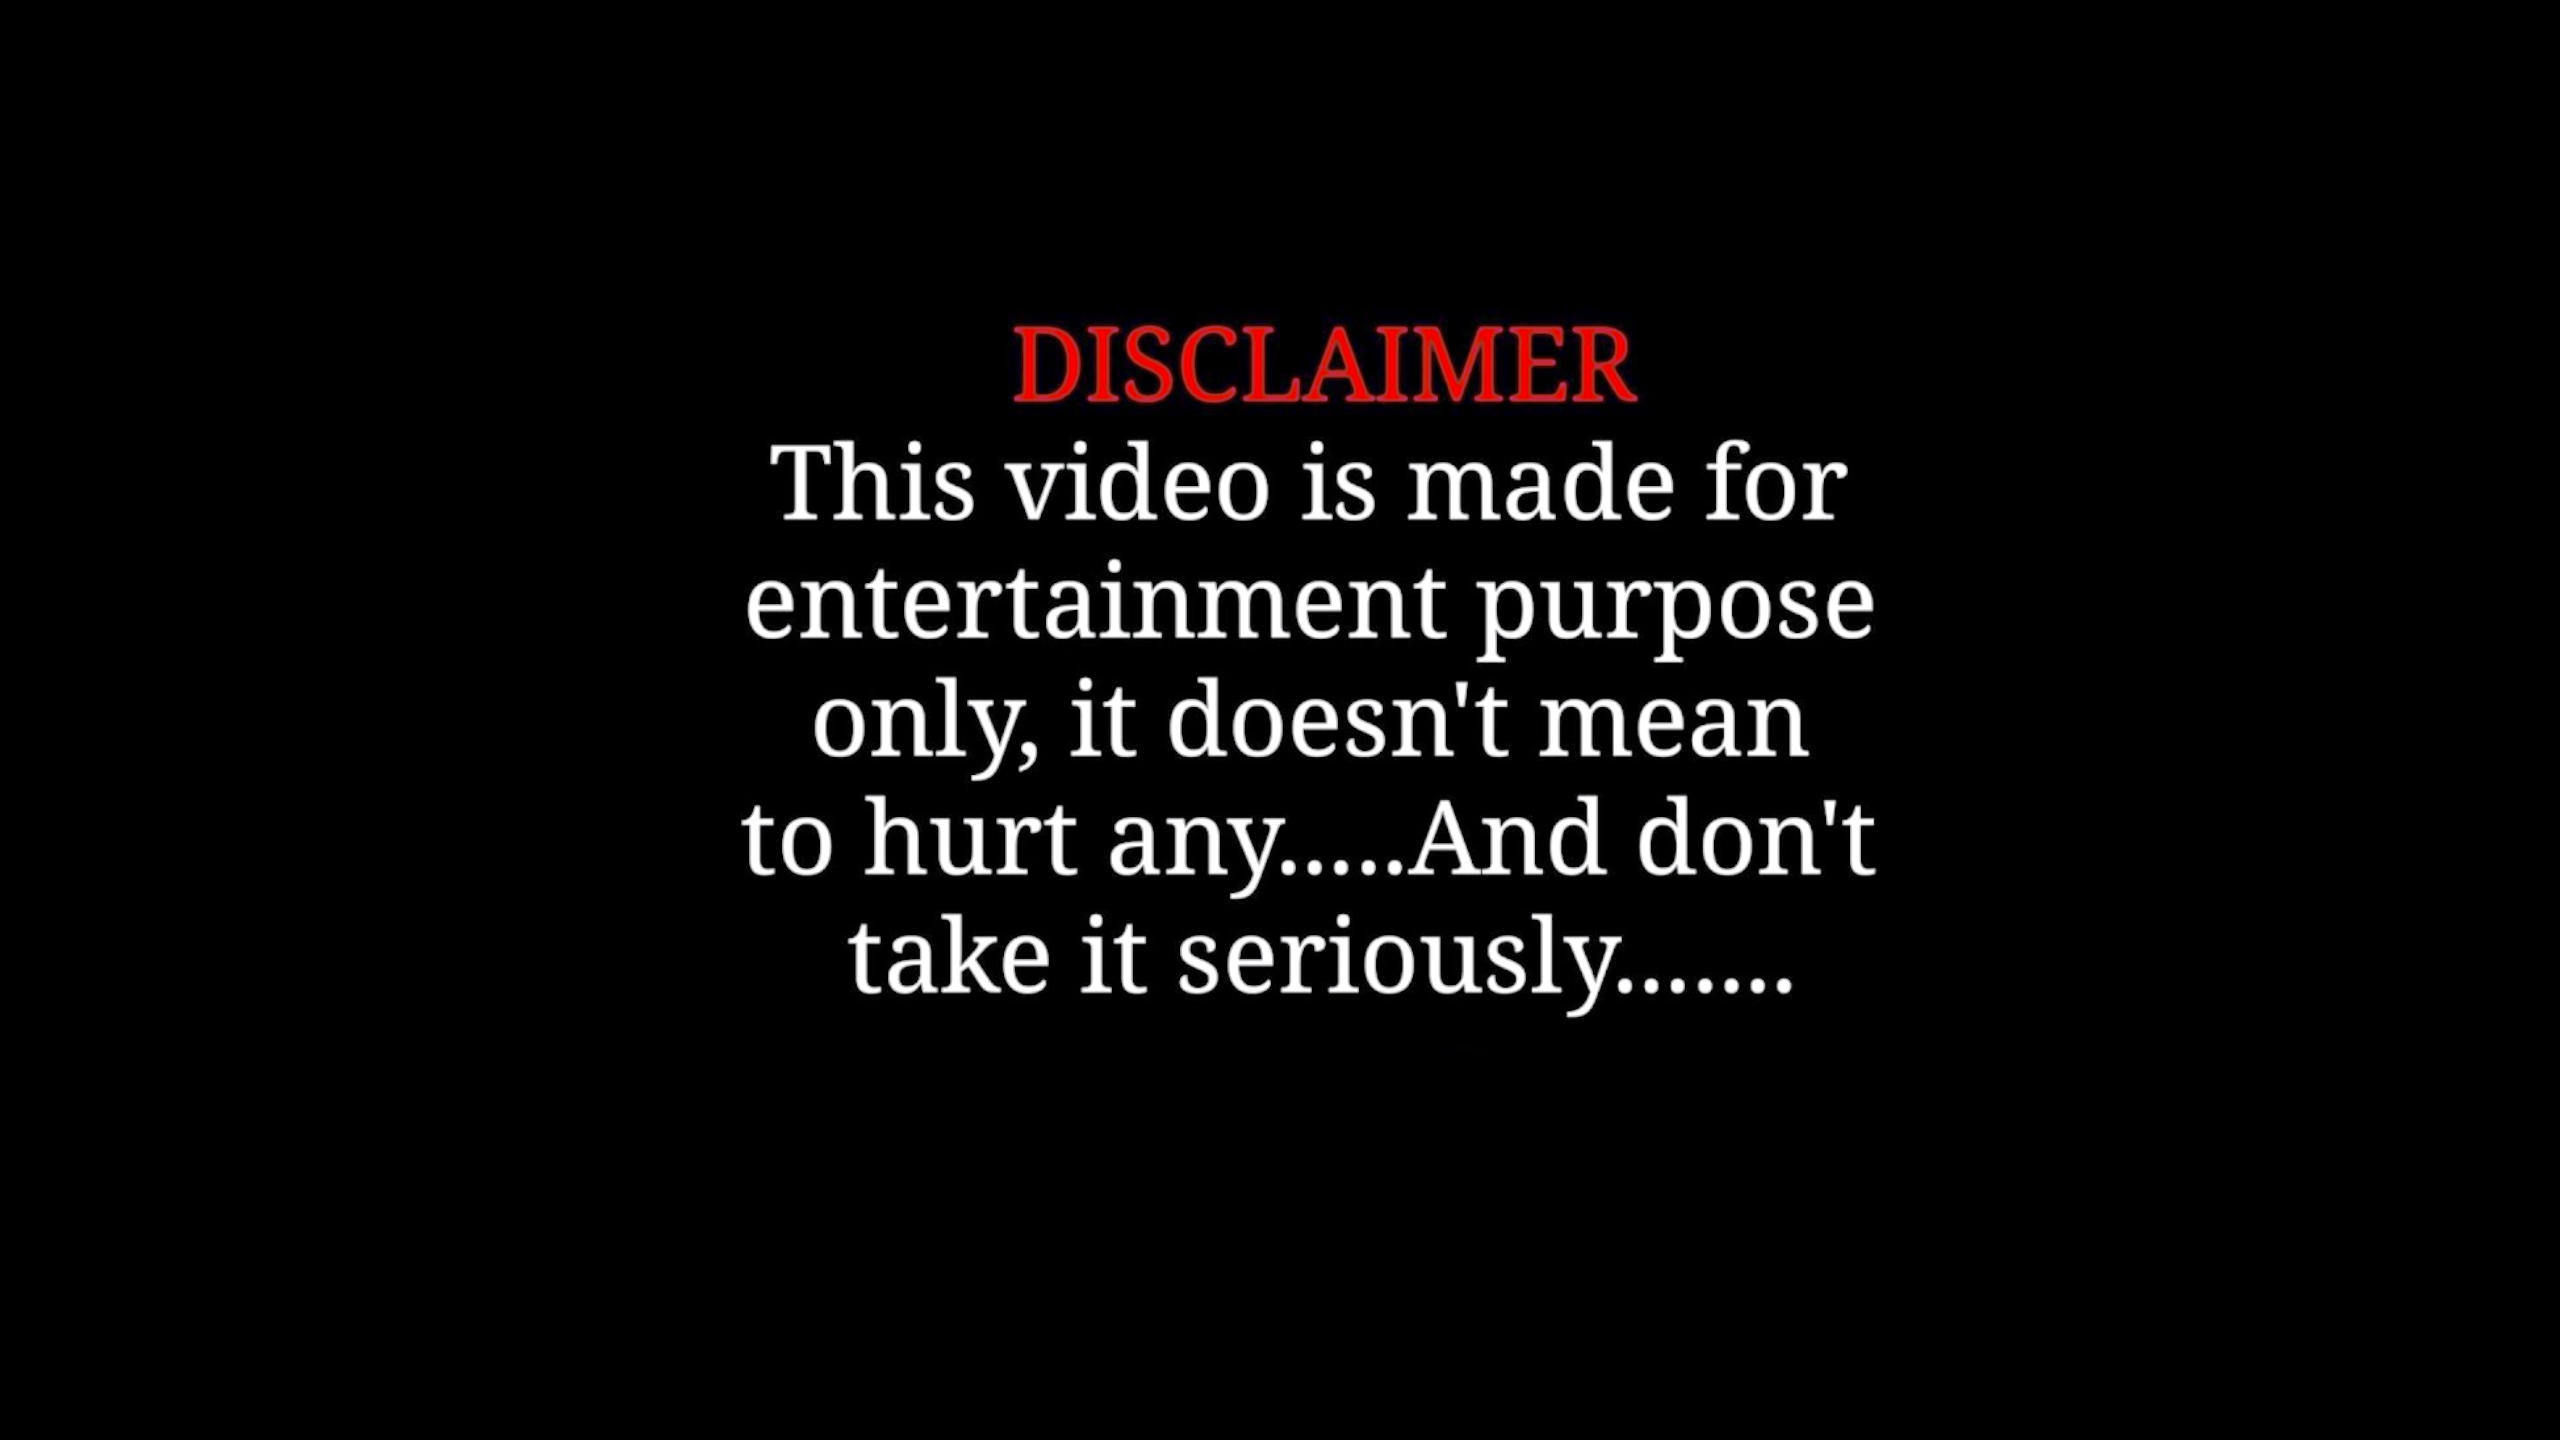 DISCLAIMER
This video is made for
entertainment purpose
only, it doesn't mean
to hurt any.....And don't
take it seriously.......